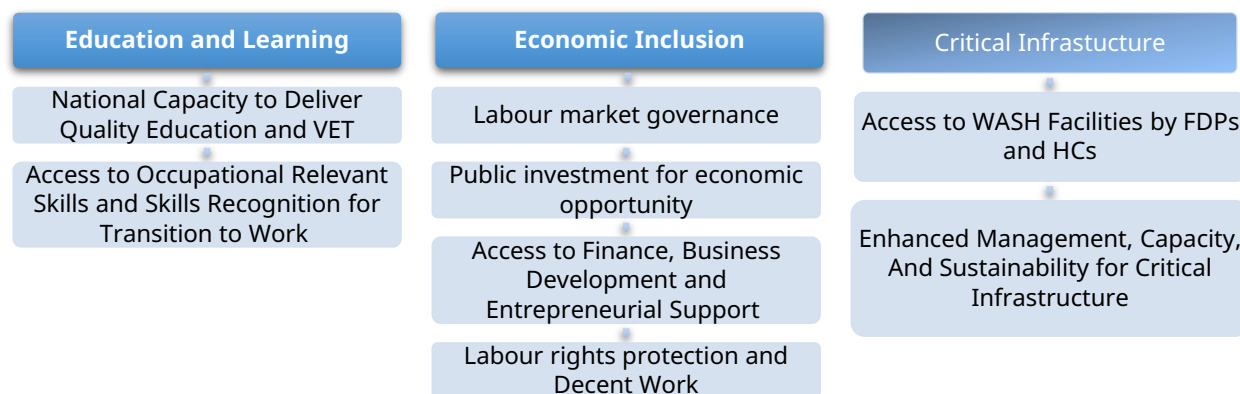 Education and Learning
National Capacity to Deliver
Quality Education and VET
Access to Occupational Relevant
Skills and Skills Recognition for
Transition to Work
Economic Inclusion
Labour market governance
Public investment for economic
opportunity
Access to Finance, Business
Development and
Entrepreneurial Support
Labour rights protection and
Decent Work
Critical Infrastucture
Access to WASH Facilities by FDPs
and HCs
Enhanced Management, Capacity,
And Sustainability for Critical
Infrastructure